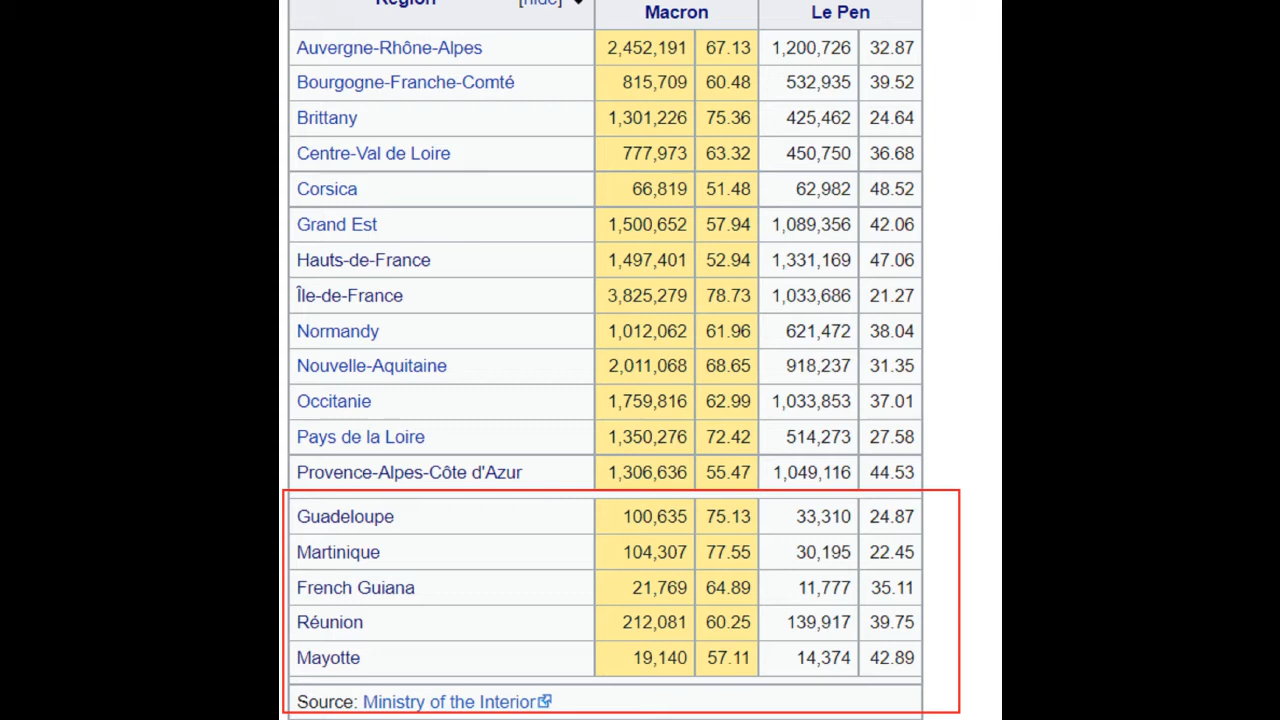 Region [hide]
Macron Le Pen
Auvergne-Rhône-Alpes 2,452,191 67.13 1,200,726 32.87
Bourgogne-Franche-Comté 815,709 60.48 532,935 39.52
Brittany 1,301,226 75.36 425,462 24.64
Centre-Val de Loire 777,973 63.32 450,750 36.68
Corsica 66,819 51.48 62,982 48.52
Grand Est 1,500,652 57.94 1,089,356 42.06
Hauts-de-France 1,497,401 52.94 1,331,169 47.06
Île-de-France 3,825,279 78.73 1,033,686 21.27
Normandy 1,012,062 61.96 621,472 38.04
Nouvelle-Aquitaine 2,011,068 68.65 918,237 31.35
Occitanie 1,759,816 62.99 1,033,853 37.01
Pays de la Loire 1,350,276 72.42 514,273 27.58
Provence-Alpes-Côte d'Azur 1,306,636 55.47 1,049,116 44.53
Guadeloupe 100,635 75.13 33,310 24.87
Martinique 104,307 77.55 30,195 22.45
French Guiana 21,769 64.89 11,777 35.11
Réunion 212,081 60.25 139,917 39.75
Mayotte 19,140 57.11 14,374 42.89
Source: Ministry of the Interior